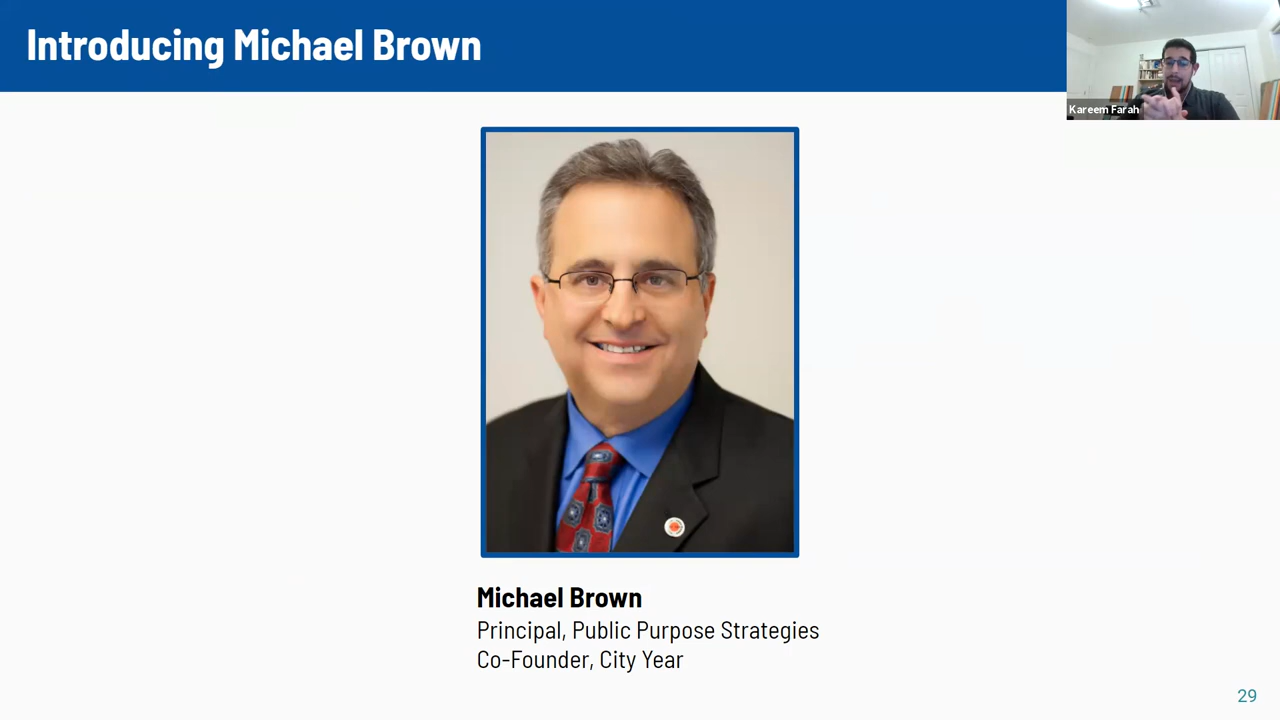 Introducing Michael Brown
Kareem Farah
Michael Brown
Principal, Public Purpose Strategies
Co-Founder, City Year
29